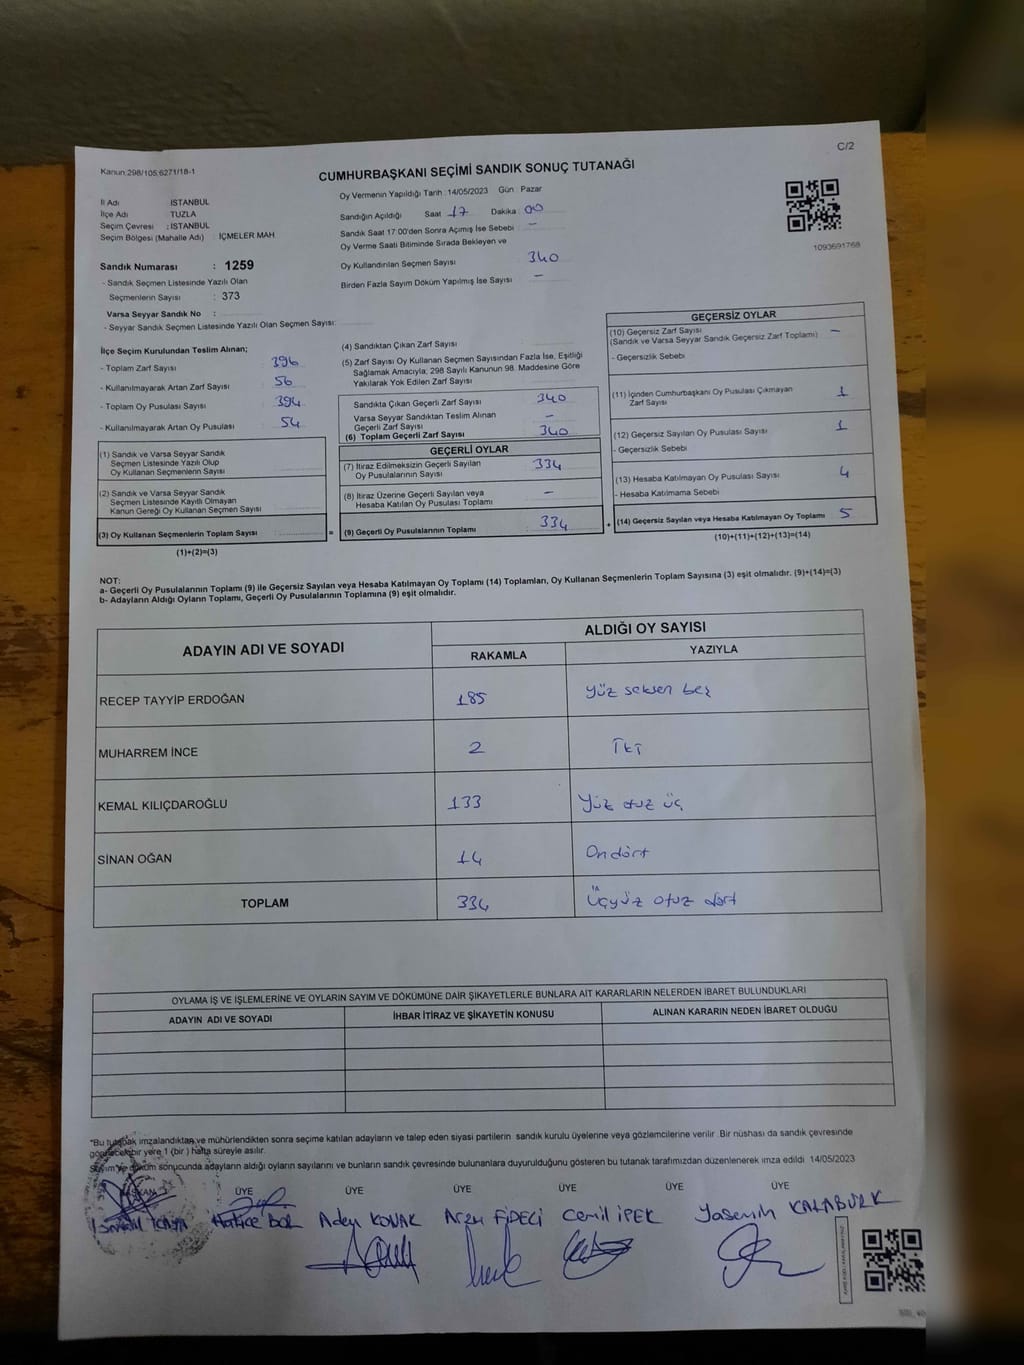 C/2
Kanun:298/105;6271/18-1
CUMHURBAŞKANI SEÇİMİ SANDIK SONUÇ TUTANAĞI
İl Adı : İSTANBUL
İlçe Adı TUZLA
Seçim Çevresi : İSTANBUL
Seçim Bölgesi (Mahalle Adı) : İÇMELER MAH
Sandık Numarası : 1259
- Sandık Seçmen Listesinde Yazılı Olan
Seçmenlerin Sayısı : 373
Varsa Seyyar Sandık No :
- Seyyar Sandık Seçmen Listesinde Yazılı Olan Seçmen Sayısı:
Oy Vermenin Yapıldığı Tarih : 14/05/2023 Gün : Pazar
Sandığın Açıldığı Saat 17 Dakika 00
Sandık Saat 17:00'den Sonra Açımış İse Sebebi –
Oy Verme Saati Bitiminde Sırada Bekleyen ve
Oy Kullandırılan Seçmen Sayısı 340
Birden Fazla Sayım Döküm Yapılmış İse Sayısı –
1093691768
İlçe Seçim Kurulundan Teslim Alınan;
- Toplam Zarf Sayısı 396
- Kullanılmayarak Artan Zarf Sayısı 56
- Toplam Oy Pusulası Sayısı 394
- Kullanılmayarak Artan Oy Pusulası 54
(1) Sandık ve Varsa Seyyar Sandık
Seçmen Listesinde Yazılı Olup
Oy Kullanan Seçmenlerin Sayısı
(2) Sandık ve Varsa Seyyar Sandık
Seçmen Listesinde Kayıtlı Olmayan
Kanun Gereği Oy Kullanan Seçmen Sayısı
(3) Oy Kullanan Seçmenlerin Toplam Sayısı =
(1)+(2)=(3)
(4) Sandıktan Çıkan Zarf Sayısı
(5) Zarf Sayısı Oy Kullanan Seçmen Sayısından Fazla İse, Eşitliği
Sağlamak Amacıyla; 298 Sayılı Kanunun 98. Maddesine Göre
Yakılarak Yok Edilen Zarf Sayısı
Sandıkta Çıkan Geçerli Zarf Sayısı 340
Varsa Seyyar Sandıktan Teslim Alınan
Geçerli Zarf Sayısı –
(6) Toplam Geçerli Zarf Sayısı 340
GEÇERLİ OYLAR
(7) İtiraz Edilmeksizin Geçerli Sayılan
Oy Pusulalarının Sayısı 334
(8) İtiraz Üzerine Geçerli Sayılan veya
Hesaba Katılan Oy Pusulası Toplamı –
(9) Geçerli Oy Pusulalarının Toplamı 334 +
GEÇERSİZ OYLAR
(10) Geçersiz Zarf Sayısı –
(Sandık ve Varsa Seyyar Sandık Geçersiz Zarf Toplamı)
- Geçersizlik Sebebi
(11) İçinden Cumhurbaşkanı Oy Pusulası Çıkmayan
Zarf Sayısı 1
(12) Geçersiz Sayılan Oy Pusulası Sayısı 1
- Geçersizlik Sebebi
(13) Hesaba Katılmayan Oy Pusulası Sayısı 4
- Hesaba Katılmama Sebebi
(14) Geçersiz Sayılan veya Hesaba Katılmayan Oy Toplamı 5
(10)+(11)+(12)+(13)=(14)
NOT:
a- Geçerli Oy Pusulalarının Toplamı (9) ile Geçersiz Sayılan veya Hesaba Katılmayan Oy Toplamı (14) Toplamları, Oy Kullanan Seçmenlerin Toplam Sayısına (3) eşit olmalıdır. (9)+(14)=(3)
b- Adayların Aldığı Oyların Toplamı, Geçerli Oy Pusulalarının Toplamına (9) eşit olmalıdır.
ADAYIN ADI VE SOYADI ALDIĞI OY SAYISI
RAKAMLA YAZIYLA
RECEP TAYYİP ERDOĞAN 185 yüz seksen beş
MUHARREM İNCE 2 İki
KEMAL KILIÇDAROĞLU 133 Yüz otuz üç
SİNAN OĞAN 14 Ondört
TOPLAM 334 Üçyüz otuz dört
OYLAMA İŞ VE İŞLEMLERİNE VE OYLARIN SAYIM VE DÖKÜMÜNE DAİR ŞİKAYETLERLE BUNLARA AİT KARARLARIN NELERDEN İBARET BULUNDUKLARI
ADAYIN ADI VE SOYADI İHBAR İTİRAZ VE ŞİKAYETİN KONUSU ALINAN KARARIN NEDEN İBARET OLDUĞU
"Bu tutanak imzalandıktan ve mühürlendikten sonra seçime katılan adayların ve talep eden siyasi partilerin sandık kurulu üyelerine veya gözlemcilerine verilir. Bir nüshası da sandık çevresinde
görülebilir yere 1 (bir) hafta süreyle asılır.
Sayım ve döküm sonucunda adayların aldığı oyların sayılarını ve bunların sandık çevresinde bulunanlara duyurulduğunu gösteren bu tutanak tarafımızdan düzenlenerek imza edildi. 14/05/2023
BAŞKAN ÜYE ÜYE ÜYE ÜYE ÜYE ÜYE
Hatice Bal Adem KONAK Arzu FİDECİ Cemil İPEK Yasemin KALABURK